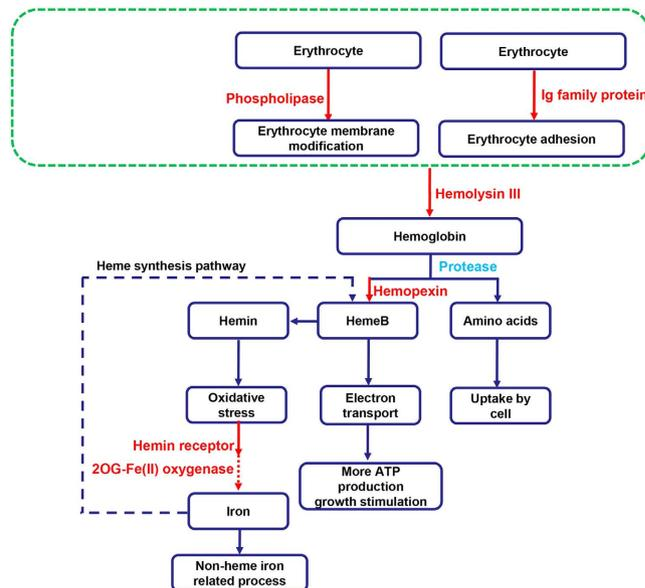 Erythrocyte
Erythrocyte
Phospholipase
Ig family protein
Erythrocyte membrane
modification
Erythrocyte adhesion
Hemolysin III
Hemoglobin
Heme synthesis pathway
Protease
Hemopexin
Hemin
HemeB
Amino acids
Oxidative
stress
Electron
transport
Uptake by
cell
Hemin receptor
2OG-Fe(II) oxygenase
More ATP
production
growth stimulation
Iron
Non-heme iron
related process